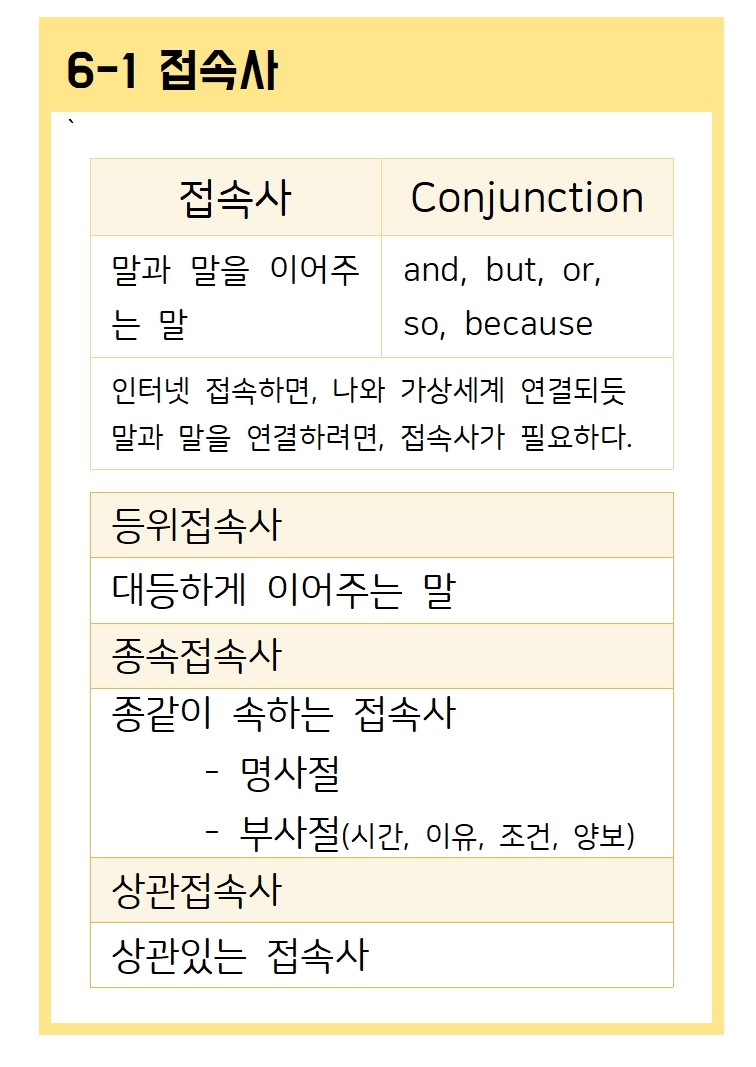 6-1 접속사
`
접속사
Conjunction
말과 말을 이어주
는 말
and, but, or,
so, because
인터넷 접속하면, 나와 가상세계 연결되듯
말과 말을 연결하려면, 접속사가 필요하다.
등위접속사
대등하게 이어주는 말
종속접속사
종같이 속하는 접속사
- 명사절
- 부사절(시간, 이유, 조건, 양보)
상관접속사
상관있는 접속사